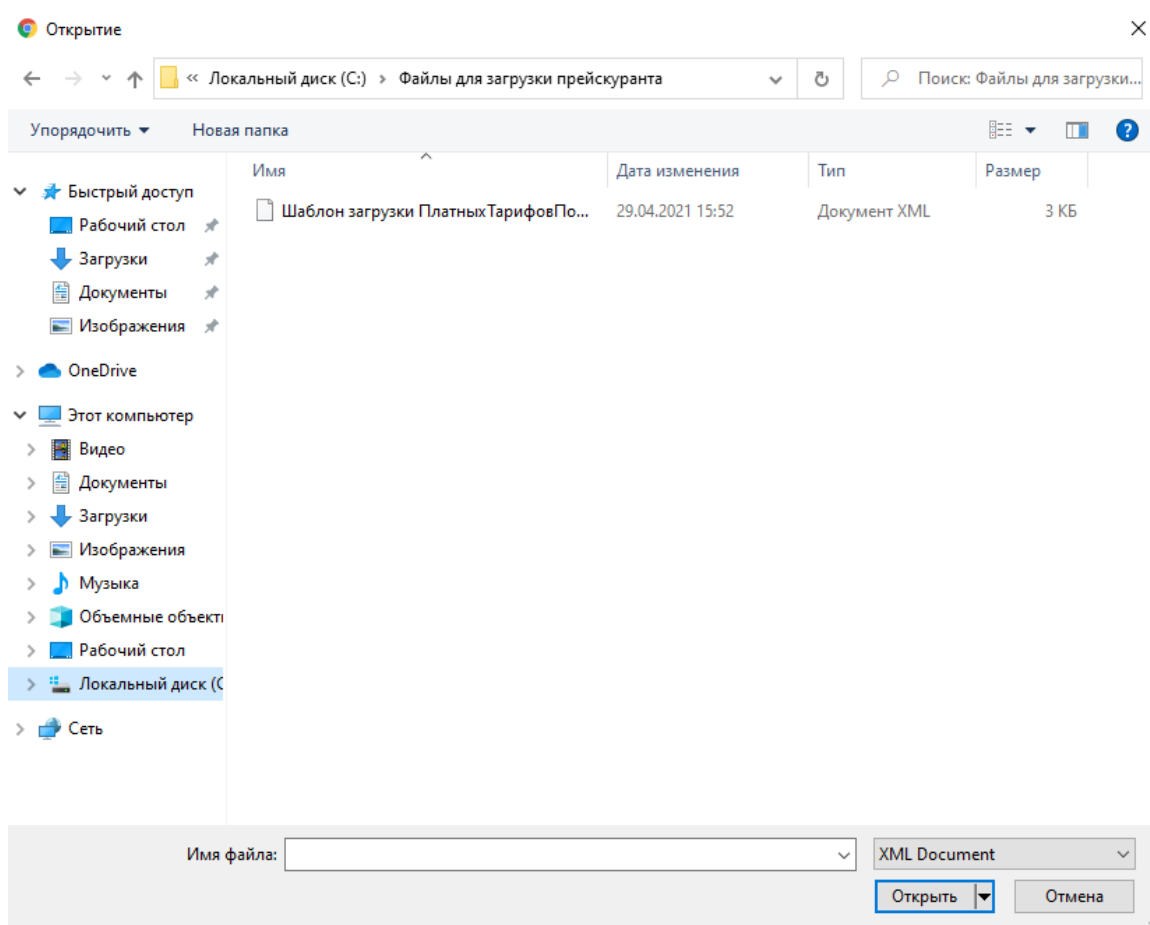 Открытие
« Локальный диск (C:) › Файлы для загрузки прейскуранта
Поиск: Файлы для загрузки...
Упорядочить
Новая папка
Имя
Дата изменения
Тип
Размер
Шаблон загрузки ПлатныхТарифовПо...
29.04.2021 15:52
Документ XML
3 КБ
Быстрый доступ
Рабочий стол
Загрузки
Документы
Изображения
OneDrive
Этот компьютер
Видео
Документы
Загрузки
Изображения
Музыка
Объемные объекты
Рабочий стол
Локальный диск (C
Сеть
Имя файла:
XML Document
Открыть
Отмена